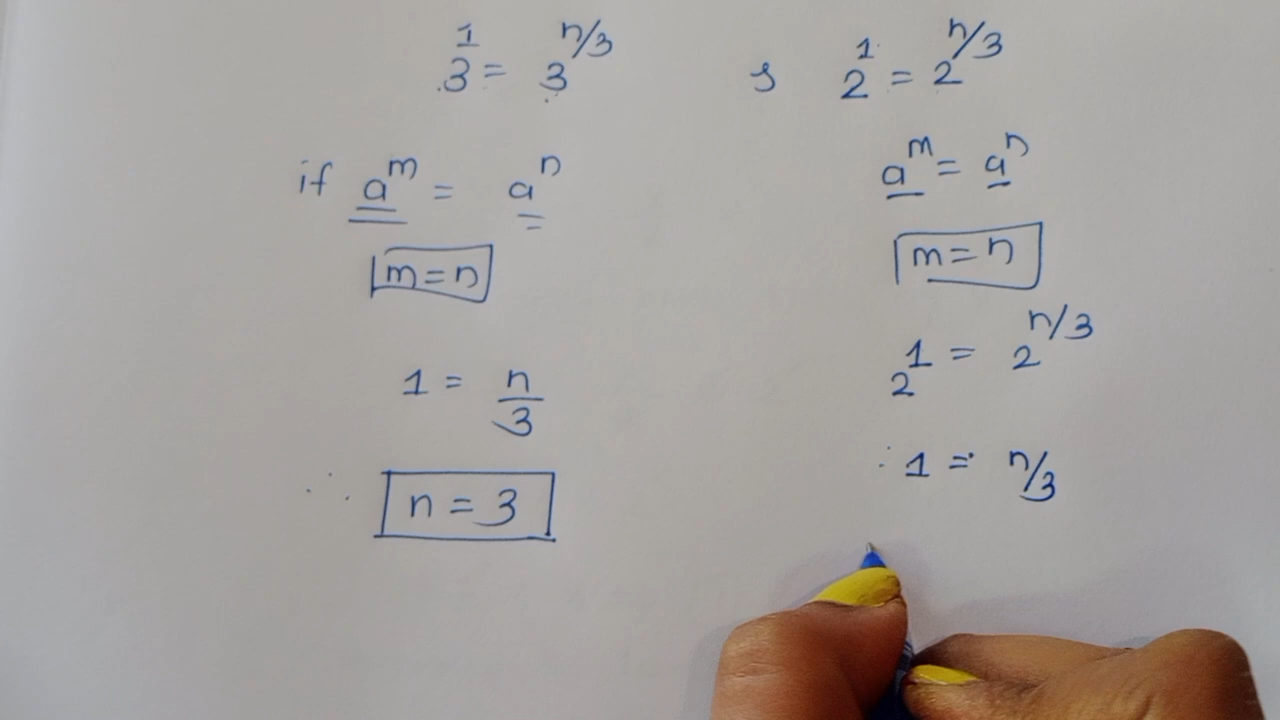 3^1 = 3^{n/3} , 2^1 = 2^{n/3}
if a^m = a^n
m = n
1 = n/3
∴ n = 3
a^m = a^n
m = n
2^1 = 2^{n/3}
∴ 1 = n/3